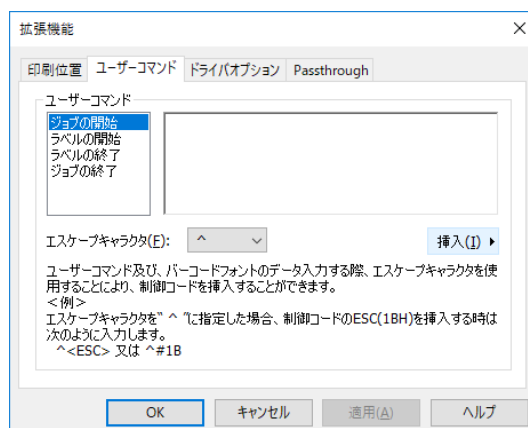 拡張機能
印刷位置 ユーザーコマンド ドライバオプション Passthrough
ユーザーコマンド
ジョブの開始
ラベルの開始
ラベルの終了
ジョブの終了
エスケープキャラクタ(F): ^ 挿入(I)
ユーザーコマンド及び、バーコードフォントのデータ入力する際、エスケープキャラクタを使
用することにより、制御コードを挿入することができます。
<例>
エスケープキャラクタを" ^ "に指定した場合、制御コードのESC(1BH)を挿入する時は
次のように入力します。
^<ESC> 又は ^#1B
OK キャンセル 適用(A) ヘルプ